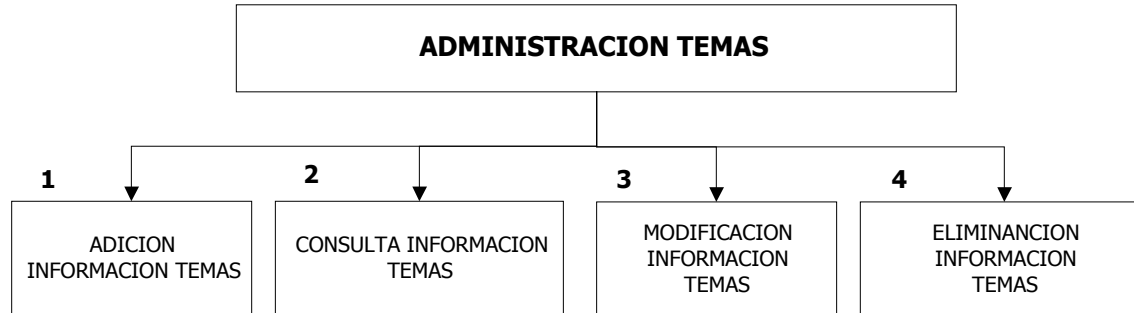 ADMINISTRACION TEMAS
1
2
3
4
ADICION
INFORMACION TEMAS
CONSULTA INFORMACION
TEMAS
MODIFICACION
INFORMACION
TEMAS
ELIMINANCION
INFORMACION
TEMAS